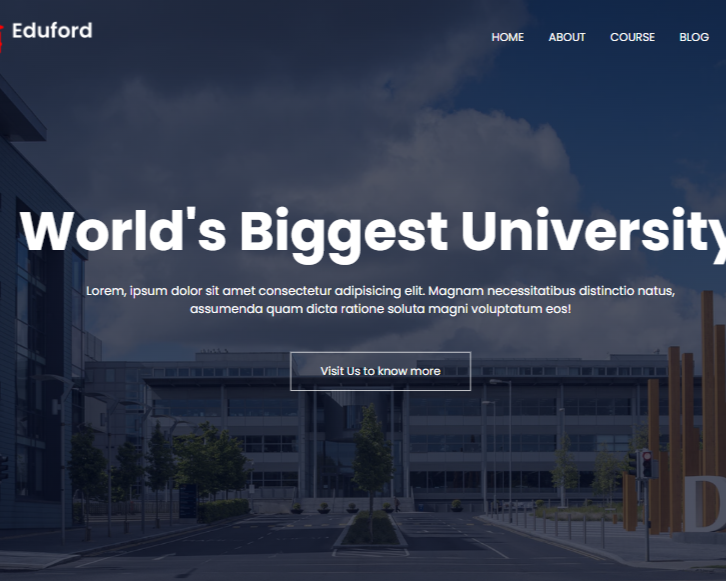 Eduford
HOME ABOUT COURSE BLOG
World's Biggest University
Lorem, ipsum dolor sit amet consectetur adipisicing elit. Magnam necessitatibus distinctio natus,
assumenda quam dicta ratione soluta magni voluptatum eos!
Visit Us to know more
D